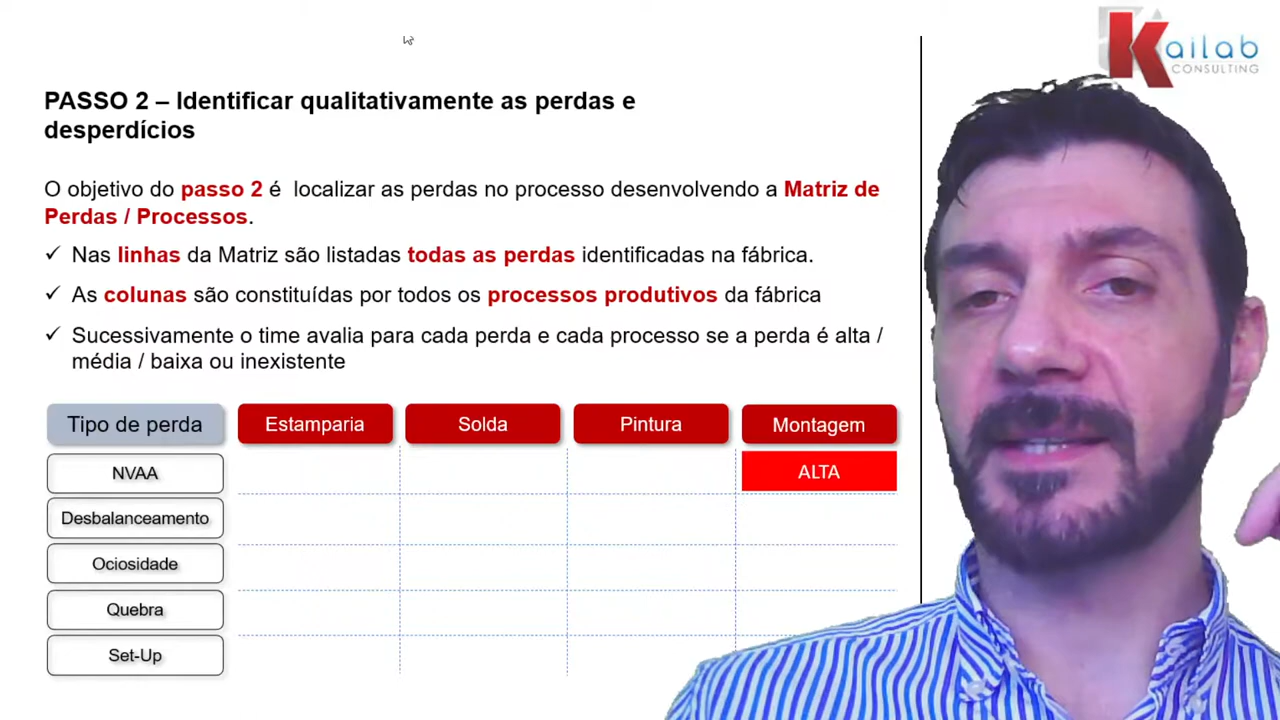 Kailab
CONSULTING
PASSO 2 – Identificar qualitativamente as perdas e
desperdícios
O objetivo do passo 2 é localizar as perdas no processo desenvolvendo a Matriz de
Perdas / Processos.
✓ Nas linhas da Matriz são listadas todas as perdas identificadas na fábrica.
✓ As colunas são constituídas por todos os processos produtivos da fábrica
✓ Sucessivamente o time avalia para cada perda e cada processo se a perda é alta /
média / baixa ou inexistente
Tipo de perda Estamparia Solda Pintura Montagem
NVAA ALTA
Desbalanceamento
Ociosidade
Quebra
Set-Up